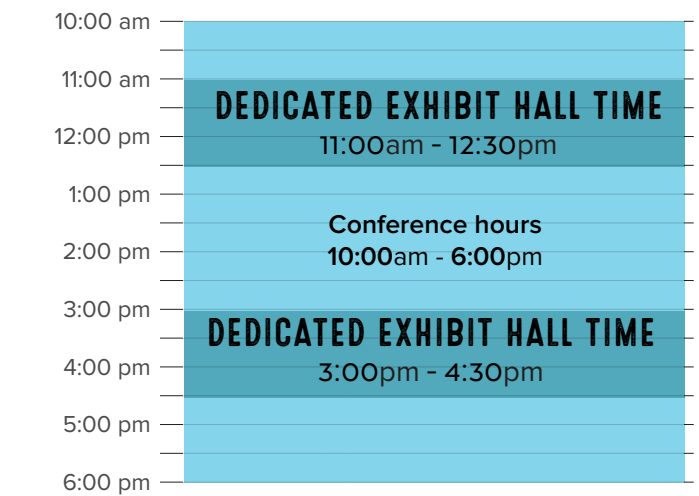 10:00 am
11:00 am
DEDICATED EXHIBIT HALL TIME
12:00 pm
11:00am - 12:30pm
1:00 pm
Conference hours
2:00 pm
10:00am - 6:00pm
3:00 pm
DEDICATED EXHIBIT HALL TIME
4:00 pm
3:00pm - 4:30pm
5:00 pm
6:00 pm